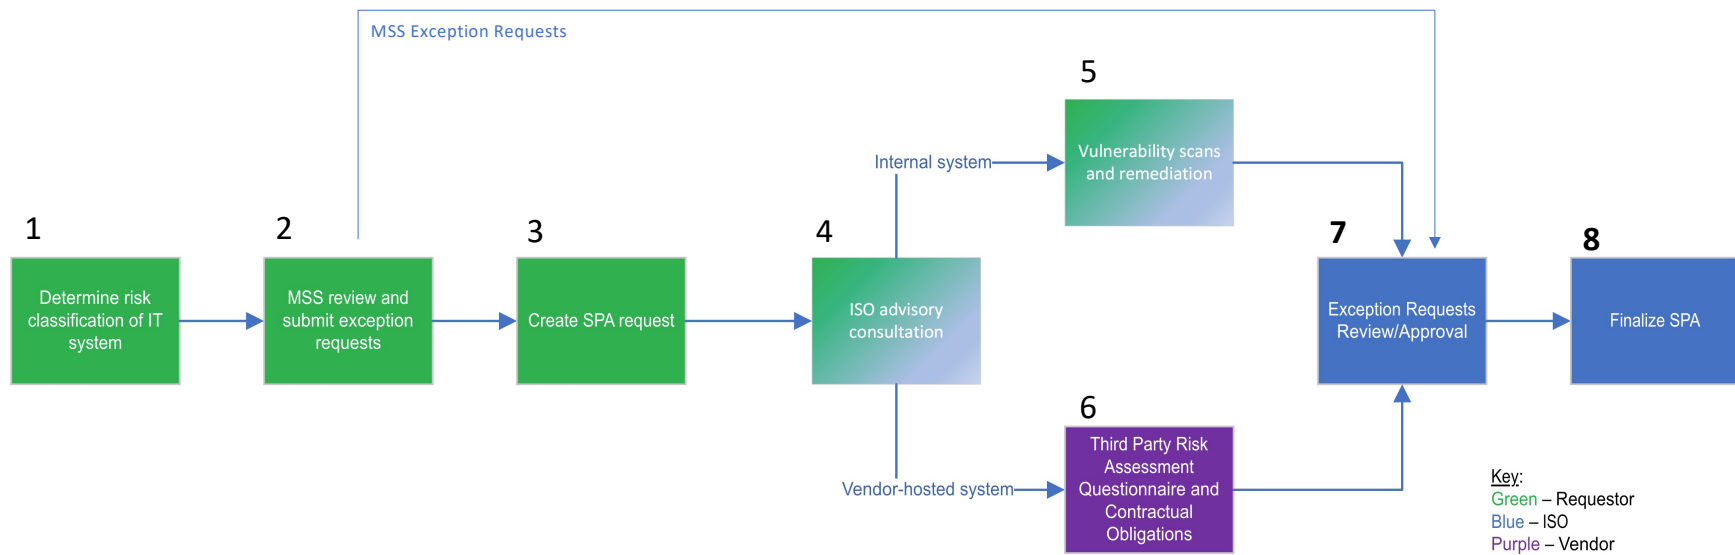 MSS Exception Requests
1
Determine risk
classification of IT
system
2
MSS review and
submit exception
requests
3
Create SPA request
4
ISO advisory
consultation
Internal system
5
Vulnerability scans
and remediation
Vendor-hosted system
6
Third Party Risk
Assessment
Questionnaire and
Contractual
Obligations
7
Exception Requests
Review/Approval
8
Finalize SPA
Key:
Green – Requestor
Blue – ISO
Purple – Vendor